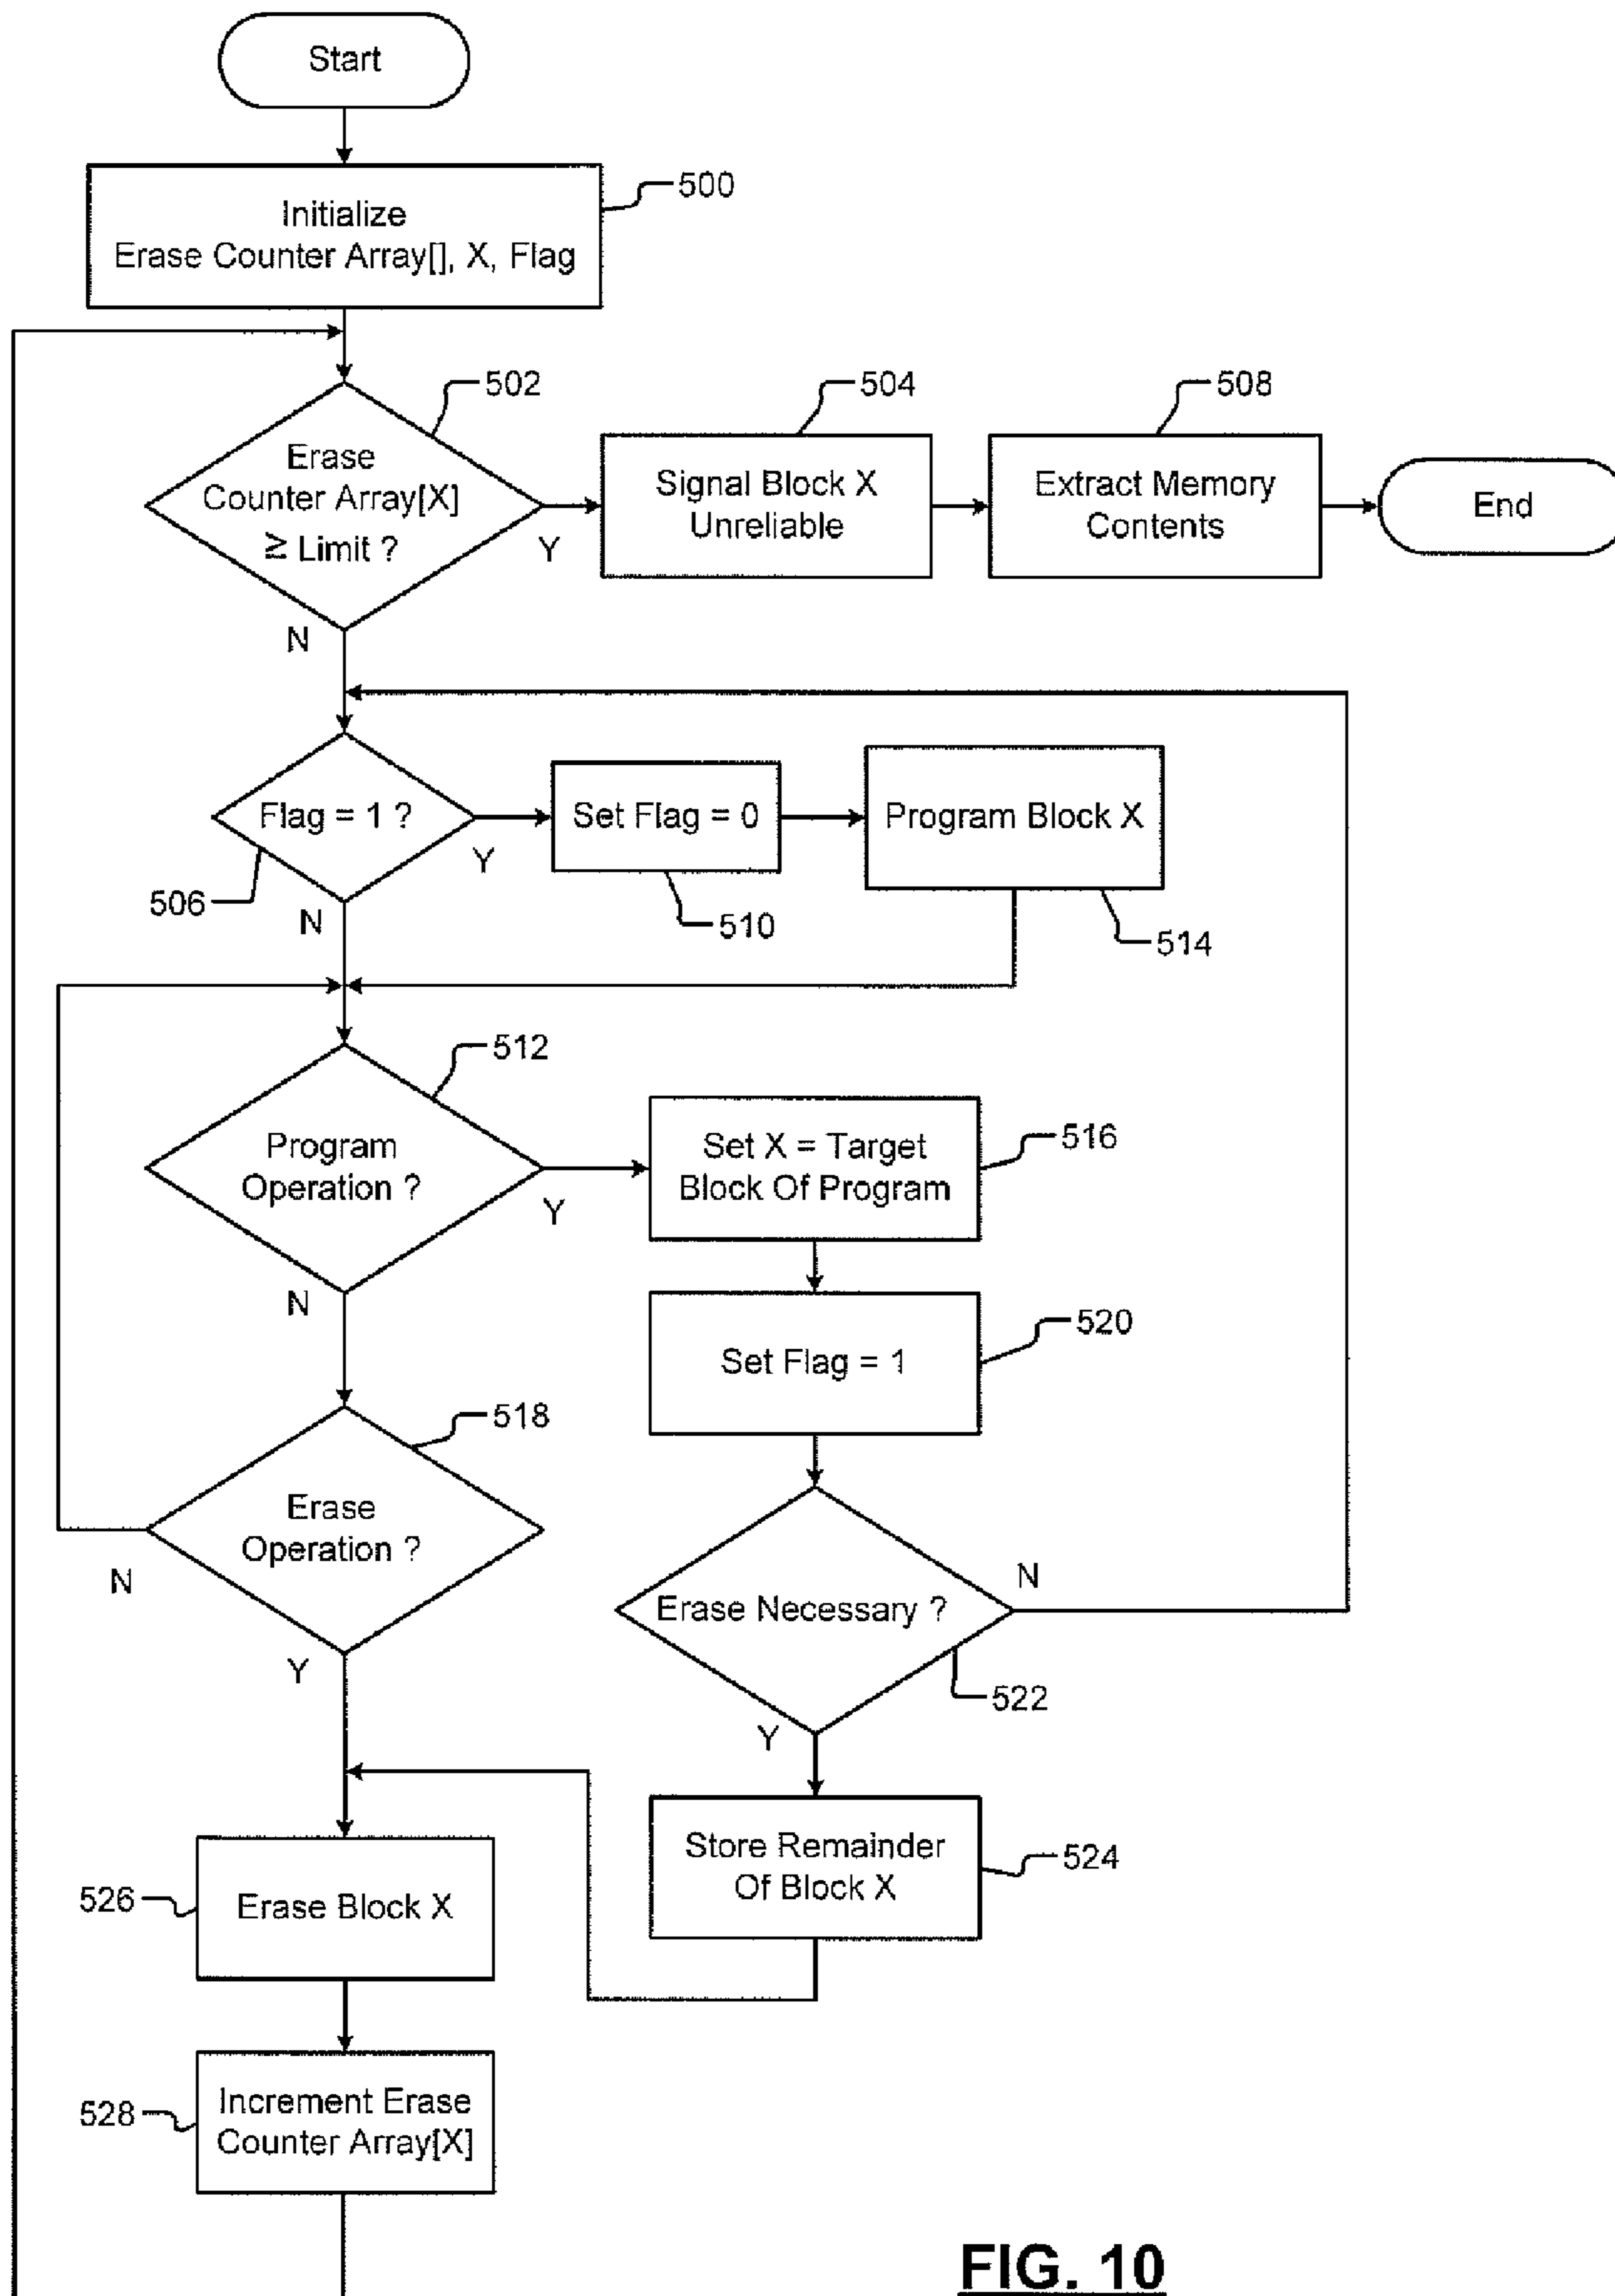 Start
500
Initialize
Erase Counter Array[], X, Flag
502
504
508
Erase
Counter Array[X]
≥ Limit ?
Y
Signal Block X
Unreliable
Extract Memory
Contents
End
N
Flag = 1 ?
Y
Set Flag = 0
Program Block X
506
N
510
514
512
Program
Operation ?
Y
Set X = Target
Block Of Program
516
N
Set Flag = 1
520
518
Erase
Operation ?
N
Y
Erase Necessary ?
N
522
Y
Store Remainder
Of Block X
524
526
Erase Block X
528
Increment Erase
Counter Array[X]
FIG. 10